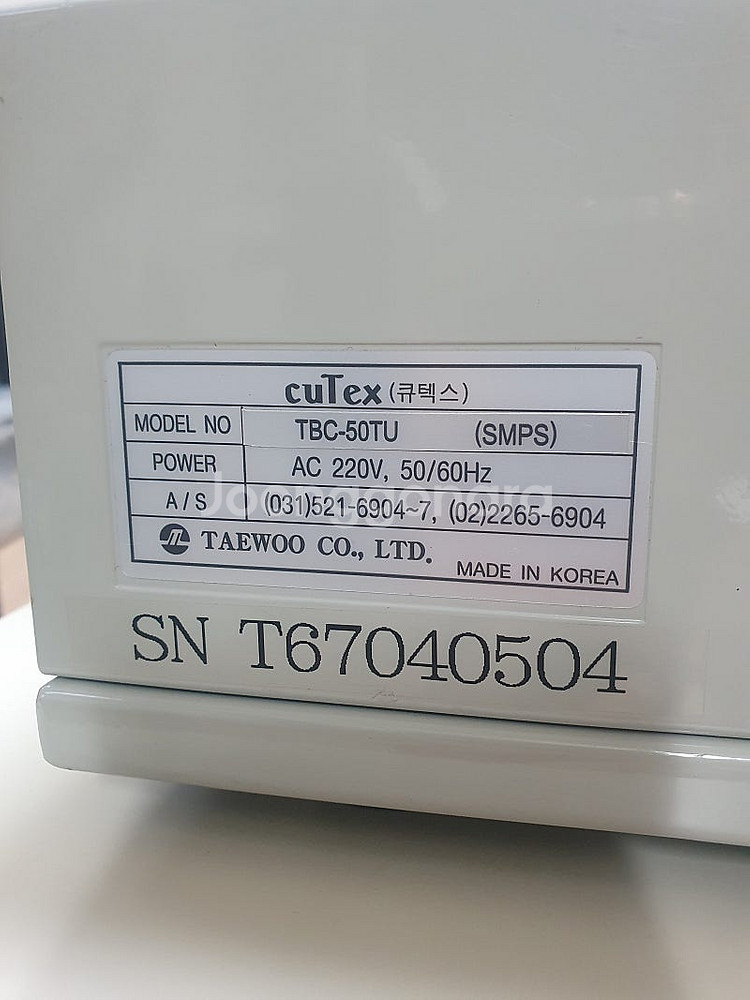 cuTex (큐텍스)
MODEL NO TBC-50TU (SMPS)
POWER AC 220V, 50/60Hz
A/S (031)521-6904~7, (02)2265-6904
Joonggonara
TAEWOO CO., LTD.
MADE IN KOREA
SN T67040504